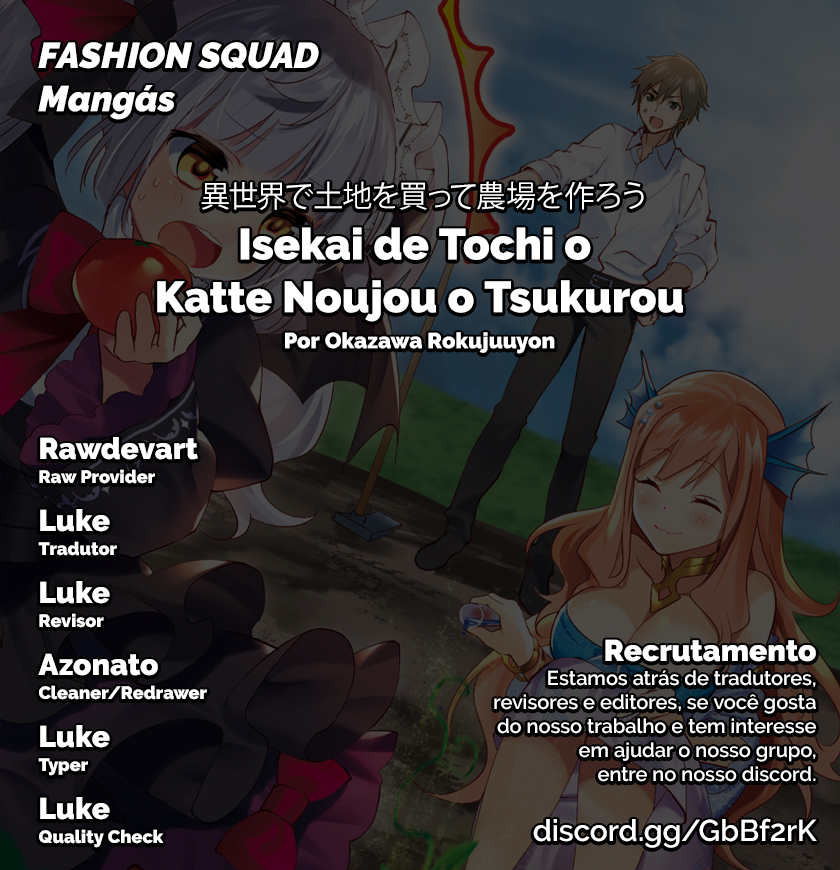 FASHION SQUAD
Mangás
異世界で土地を買って農場を作ろう
Isekai de Tochi o
Katte Noujou o Tsukurou
Por Okazawa Rokujuuyon
Rawdevart
Raw Provider
Luke
Tradutor
Luke
Revisor
Azonato
Cleaner/Redrawer
Luke
Typer
Luke
Quality Check
Recrutamento
Estamos atrás de tradutores,
revisores e editores, se você gosta
do nosso trabalho e tem interesse
em ajudar o nosso grupo,
entre no nosso discord.
discord.gg/GbBf2rK